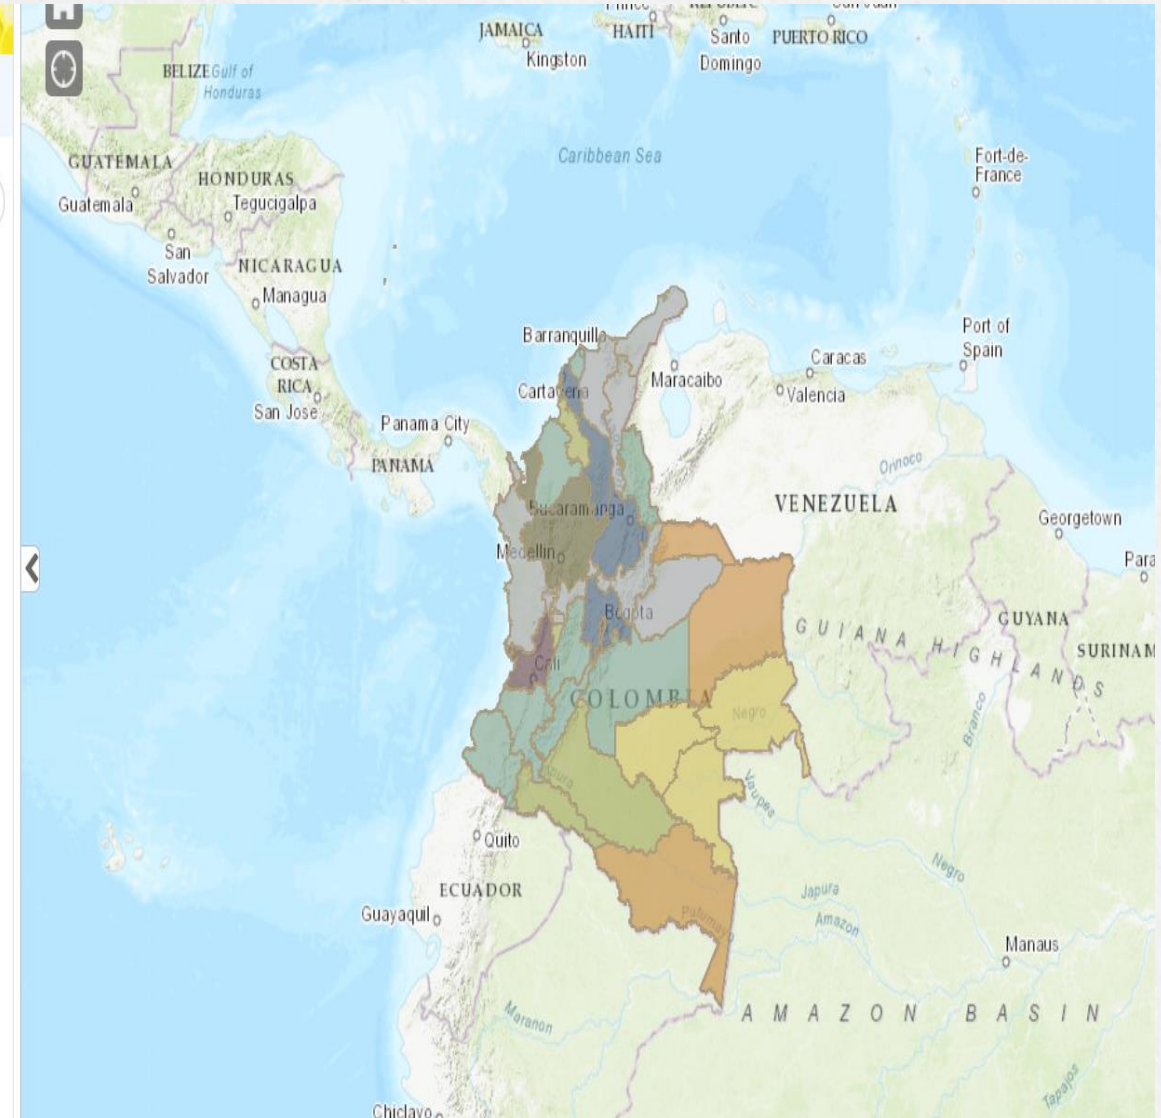 JAMAICA
Kingston
HAITI
Santo
Domingo
PUERTO RICO
BELIZE
Gulf of
Honduras
Caribbean Sea
GUATEMALA
Guatemala
HONDURAS
Tegucigalpa
Fort-de-
France
San
Salvador
NICARAGUA
Managua
Barranquilla
Port of
Spain
COSTA
RICA
San Jose
Caracas
Maracaibo
Valencia
Cartagena
Panama City
PANAMA
Orinoco
VENEZUELA
Bucaramanga
Georgetown
Medellin
Para
Bogota
GUYANA
GUIANA HIGHLANDS
SURINAM
Cali
COLOMBIA
Negro
Branco
Vaupes
Quito
Negro
ECUADOR
Japura
Guayaquil
Putumayo
Amazon
Manaus
AMAZON BASIN
Maranon
Tapajos
Chiclayo